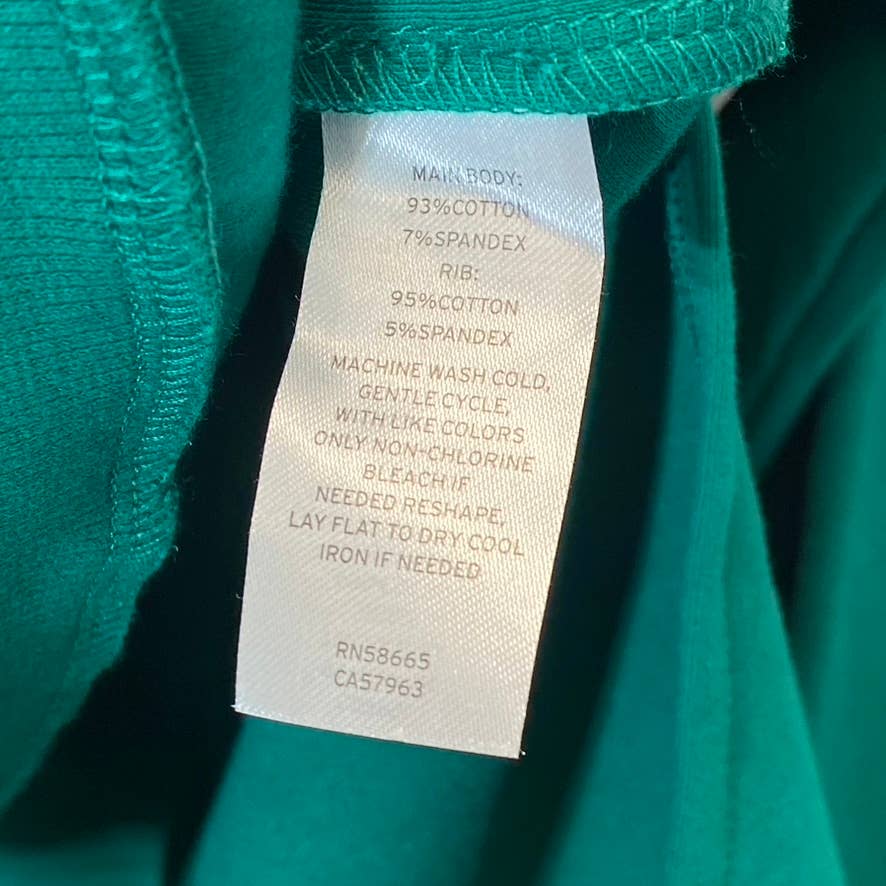 MAIN BODY:
93%COTTON
7%SPANDEX
RIB:
95%COTTON
5%SPANDEX
MACHINE WASH COLD,
GENTLE CYCLE,
WITH LIKE COLORS
ONLY NON-CHLORINE
BLEACH IF
NEEDED RESHAPE,
LAY FLAT TO DRY COOL
IRON IF NEEDED
RN58665
CA57963